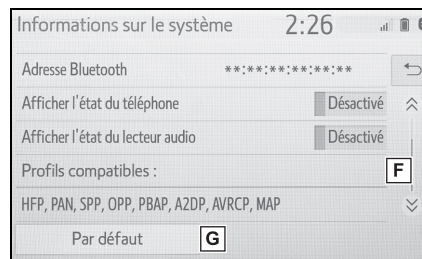 Informations sur le système 2:26
Adresse Bluetooth **:**:**:**:**:**
Afficher l'état du téléphone Désactivé
Afficher l'état du lecteur audio Désactivé
Profils compatibles :
F
HFP, PAN, SPP, OPP, PBAP, A2DP, AVRCP, MAP
Par défaut G